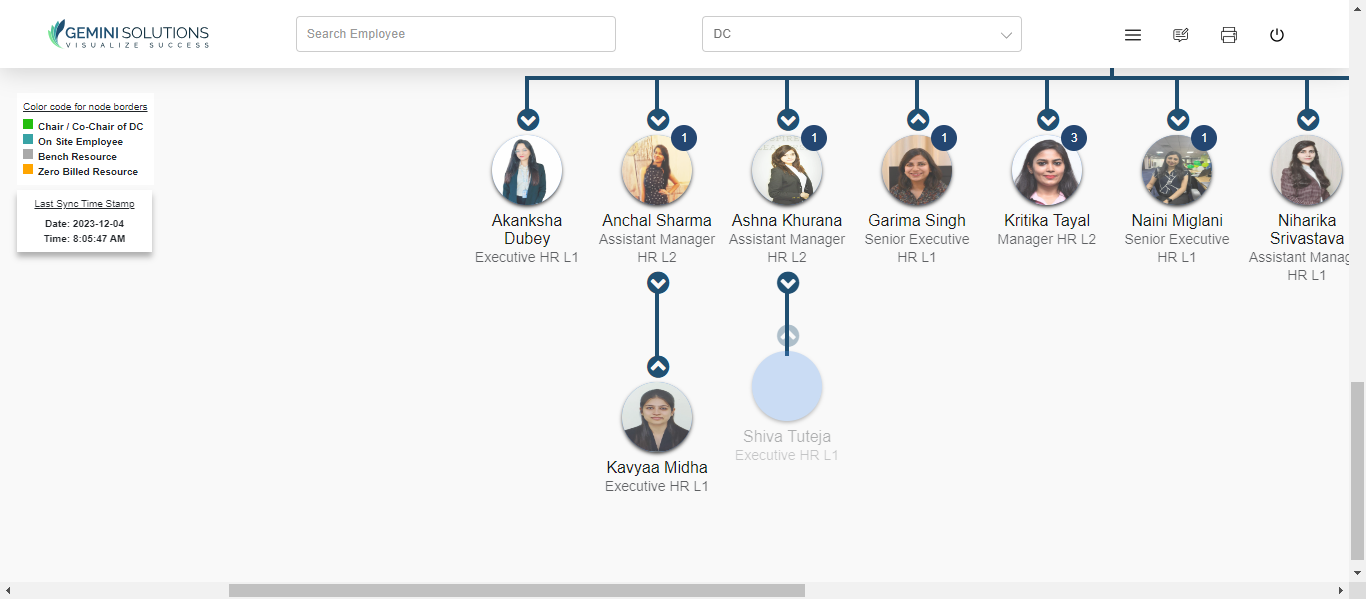 GEMINI SOLUTIONS
VISUALIZE SUCCESS
Search Employee
DC
Color code for node borders
Chair / Co-Chair of DC
On Site Employee
Bench Resource
Zero Billed Resource
Last Sync Time Stamp
Date: 2023-12-04
Time: 8:05:47 AM
Akanksha
Dubey
Executive HR L1
1
Anchal Sharma
Assistant Manager
HR L2
1
Ashna Khurana
Assistant Manager
HR L2
1
Garima Singh
Senior Executive
HR L1
3
Kritika Tayal
Manager HR L2
1
Naini Miglani
Senior Executive
HR L1
Niharika
Srivastava
Assistant Manag
HR L1
Kavyaa Midha
Executive HR L1
Shiva Tuteja
Executive HR L1